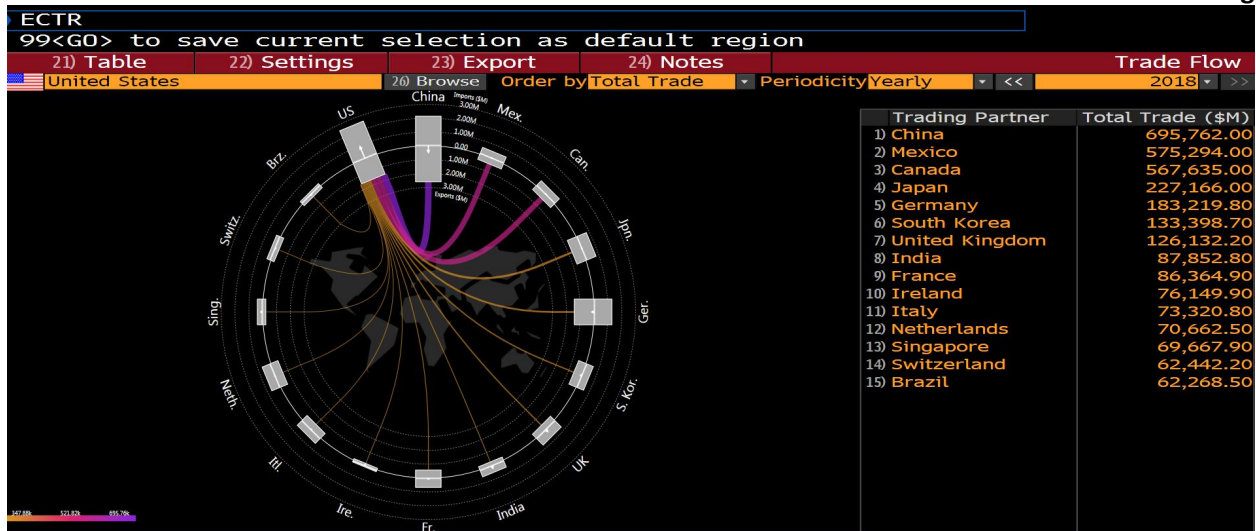 ECTR
99<GO> to save current selection as default region
21) Table 22) Settings 23) Export 24) Notes Trade Flow
United States 26) Browse Order by Total Trade Periodicity Yearly << 2018 >>
Imports ($M)
3.00M
2.00M
1.00M
0.00
1.00M
2.00M
3.00M
Exports ($M)
US
China
Mex.
Can.
Jpn.
Ger.
S. Kor.
UK
India
Fr.
Ire.
Itl.
Neth.
Sing.
Switz.
Brz.
347.88k 521.82k 695.76k
Trading Partner Total Trade ($M)
1) China 695,762.00
2) Mexico 575,294.00
3) Canada 567,635.00
4) Japan 227,166.00
5) Germany 183,219.80
6) South Korea 133,398.70
7) United Kingdom 126,132.20
8) India 87,852.80
9) France 86,364.90
10) Ireland 76,149.90
11) Italy 73,320.80
12) Netherlands 70,662.50
13) Singapore 69,667.90
14) Switzerland 62,442.20
15) Brazil 62,268.50